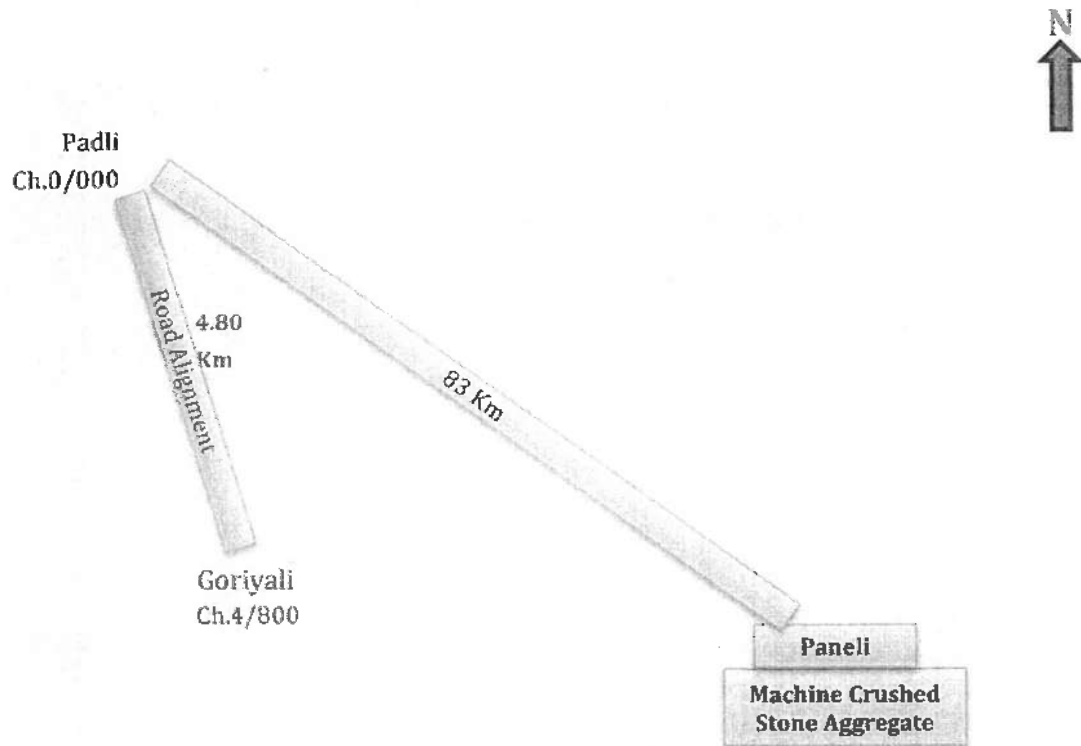 N
Padli
Ch.0/000
Road Alignment
4.80
Km
83 Km
Goriyali
Ch.4/800
Paneli
Machine Crushed
Stone Aggregate